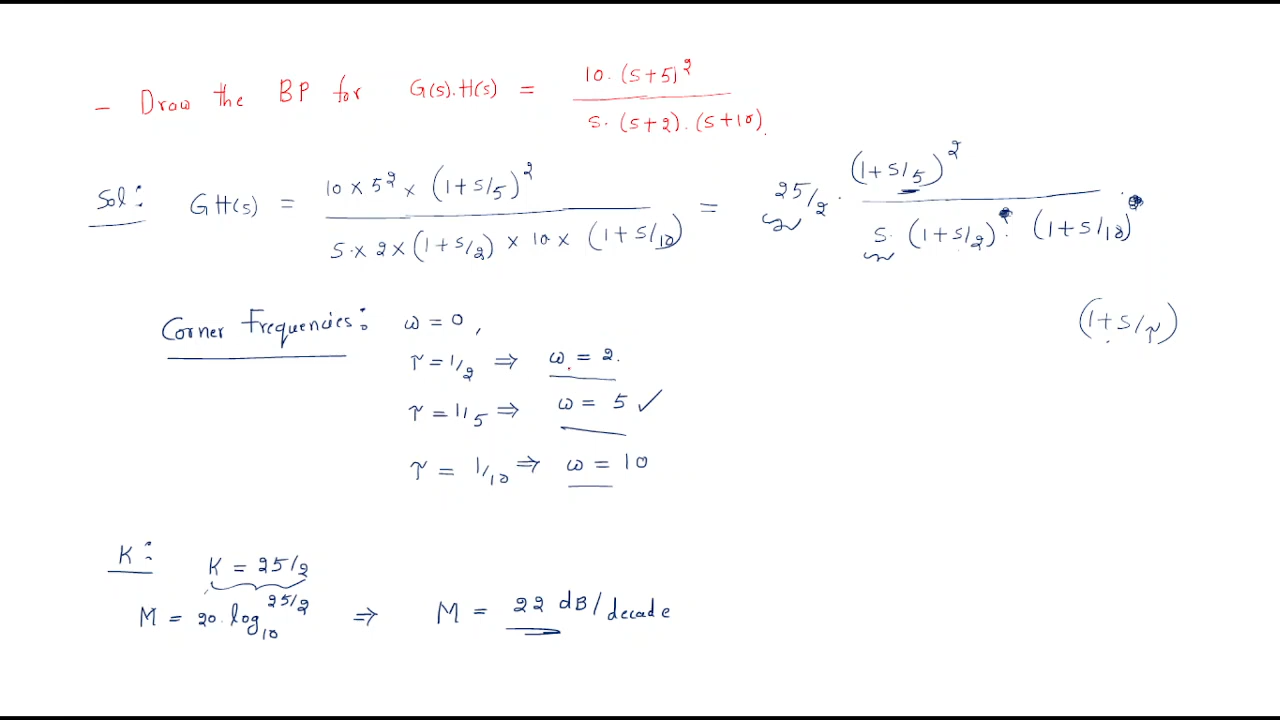 - Draw the BP for G(s).H(s) = 10.(s+5)^2 / s.(s+2).(s+10)
Sol: GH(s) = 10 x 5^2 x (1+s/5)^2 / s.x 2 x (1+s/2) x 10 x (1+s/10) = 25/2 . (1+s/5)^2 / s. (1+s/2) . (1+s/10)
(1+s/τ)
Corner Frequencies: ω = 0,
τ = 1/2 ⇒ ω = 2.
τ = 1/5 ⇒ ω = 5 ✓
τ = 1/10 ⇒ ω = 10
K: K = 25/2
M = 20.log_10^25/2 ⇒ M = 22 dB/decade